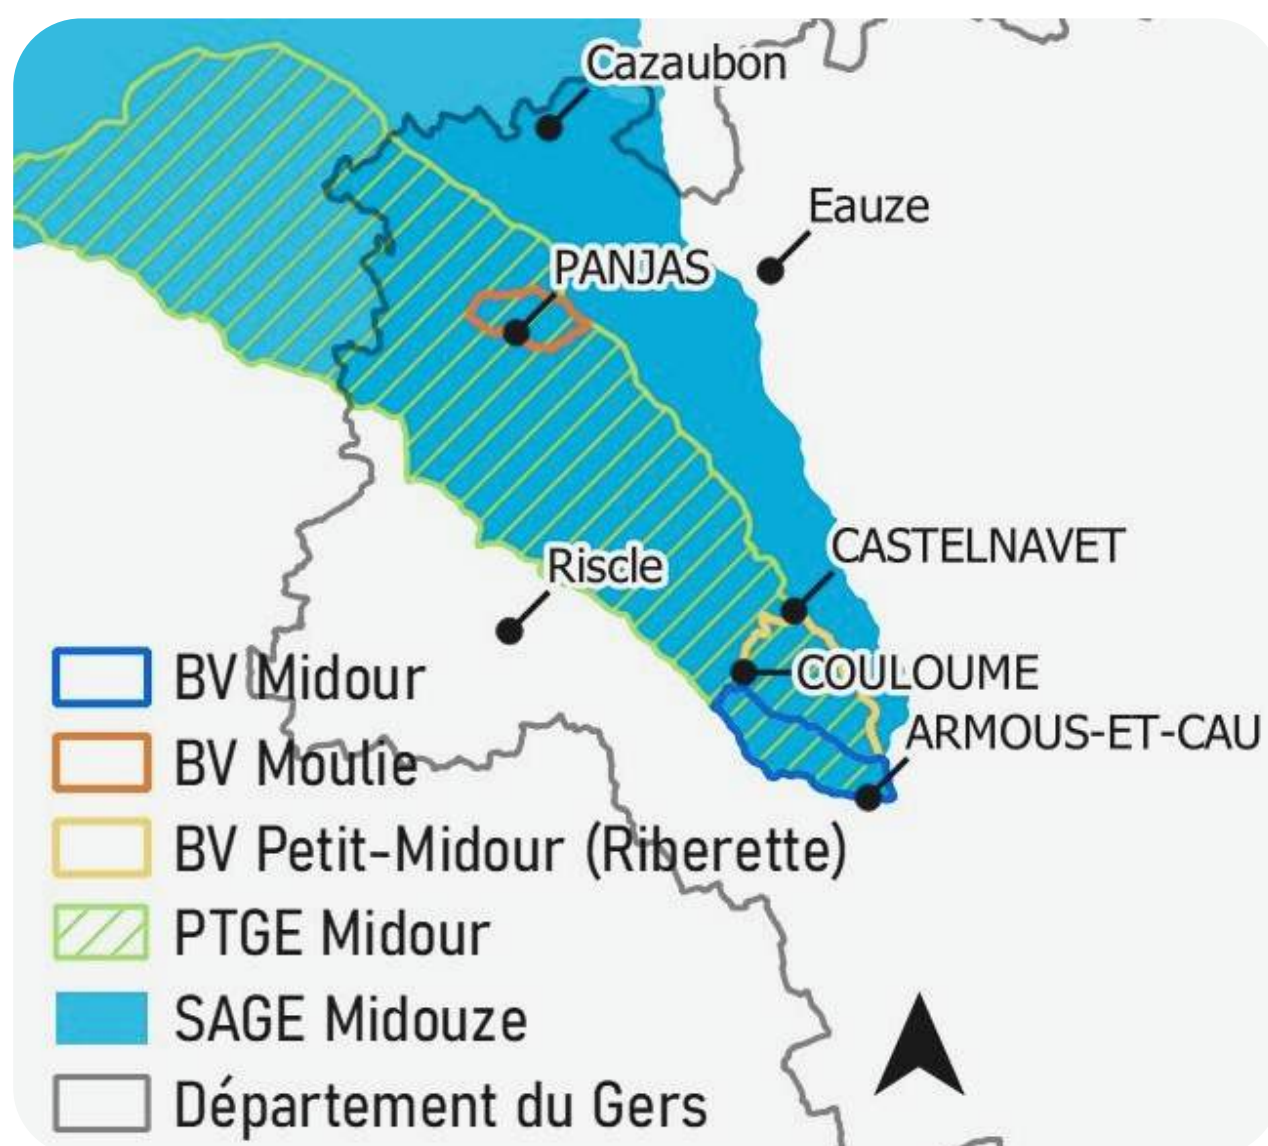 Cazaubon
Eauze
PANJAS
CASTELNAVET
Riscle
COULOUME
ARMOUS-ET-CAU
BV Midour
BV Moulie
BV Petit-Midour (Riberette)
PTGE Midour
SAGE Midouze
Département du Gers